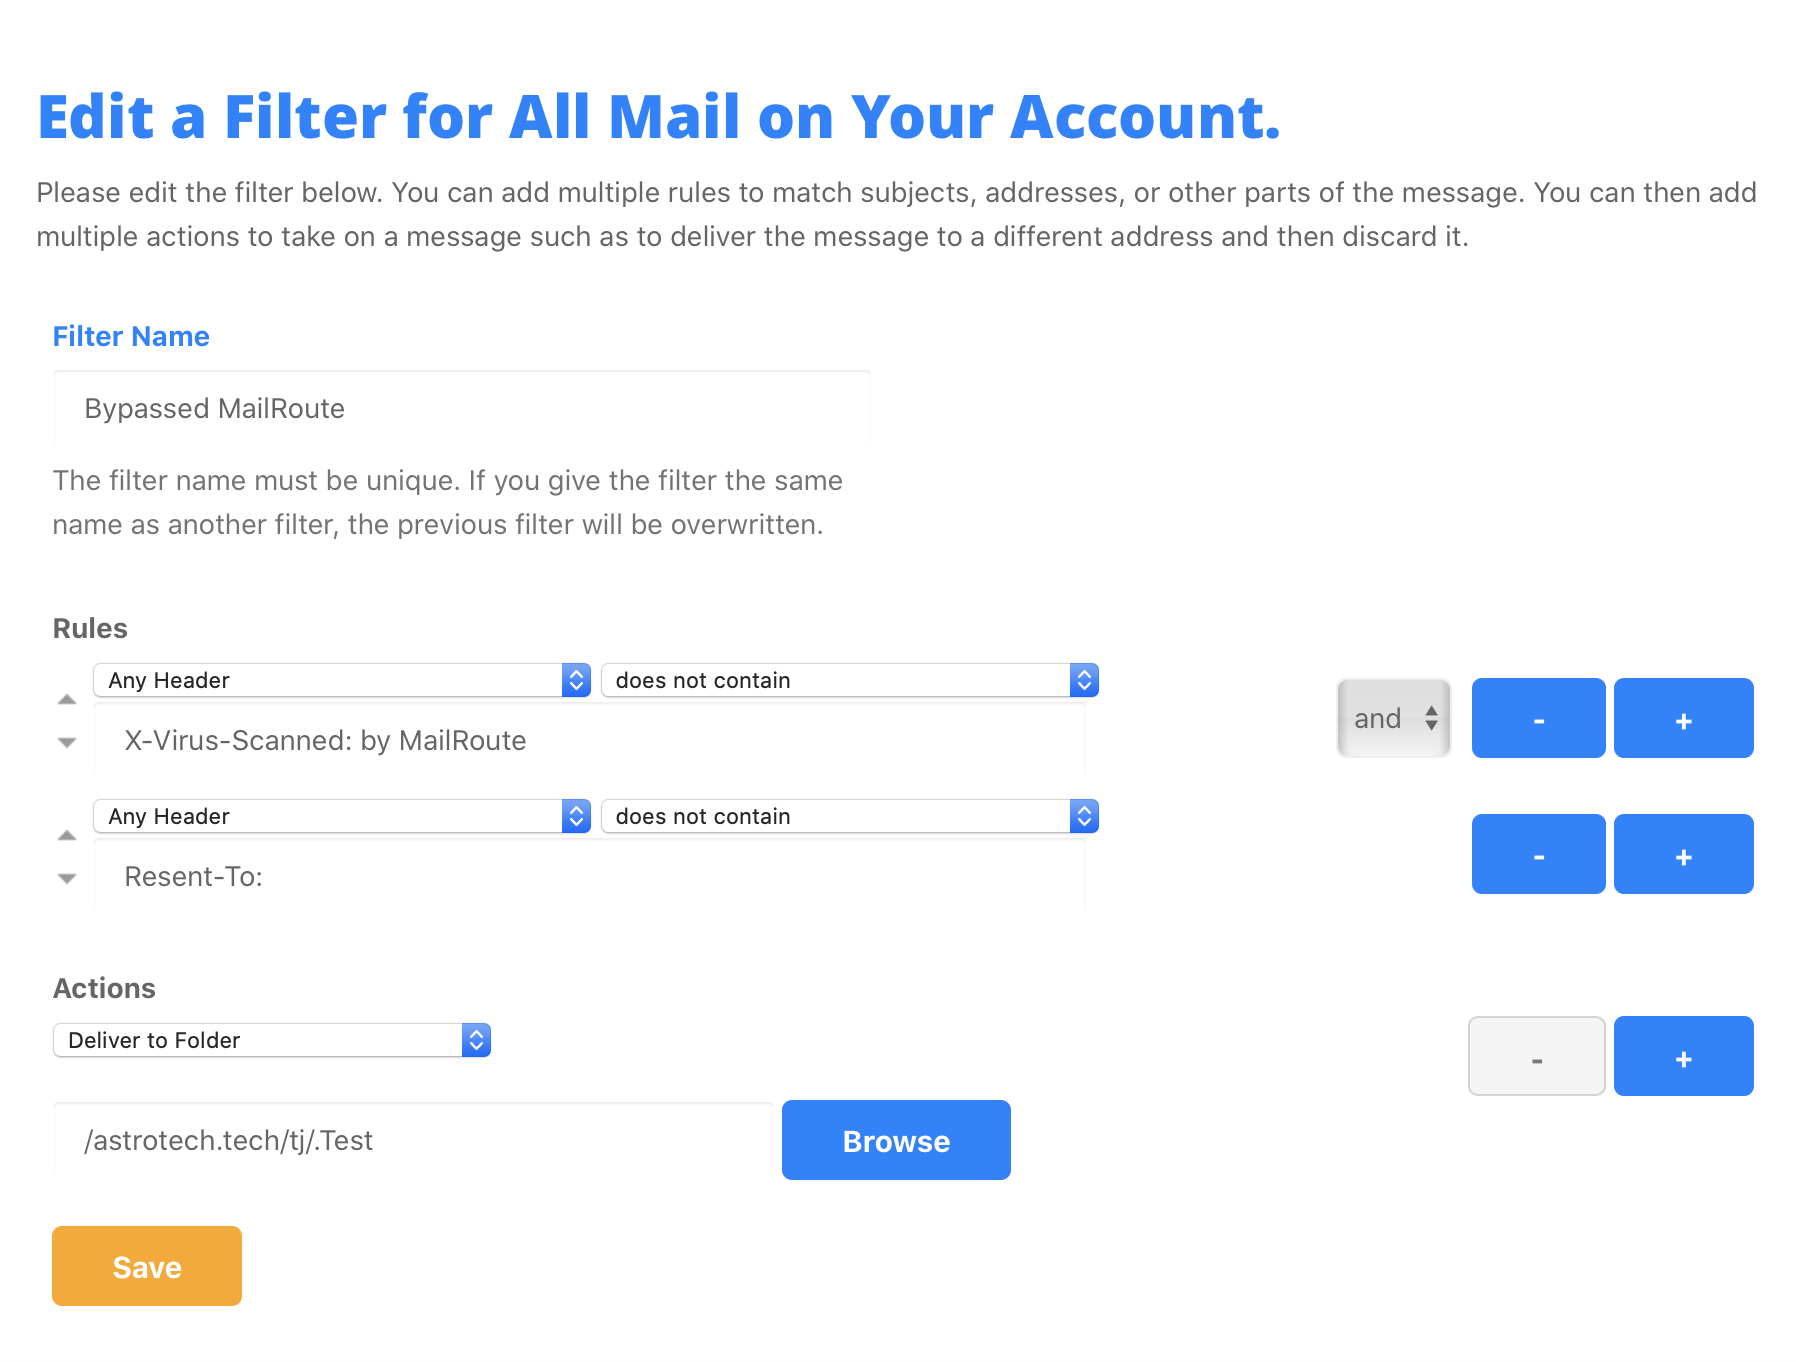 Edit a Filter for All Mail on Your Account.
Please edit the filter below. You can add multiple rules to match subjects, addresses, or other parts of the message. You can then add
multiple actions to take on a message such as to deliver the message to a different address and then discard it.
Filter Name
Bypassed MailRoute
The filter name must be unique. If you give the filter the same
name as another filter, the previous filter will be overwritten.
Rules
Any Header does not contain
X-Virus-Scanned: by MailRoute and - +
Any Header does not contain
Resent-To: - +
Actions
Deliver to Folder - +
/astrotech.tech/tj/.Test Browse
Save